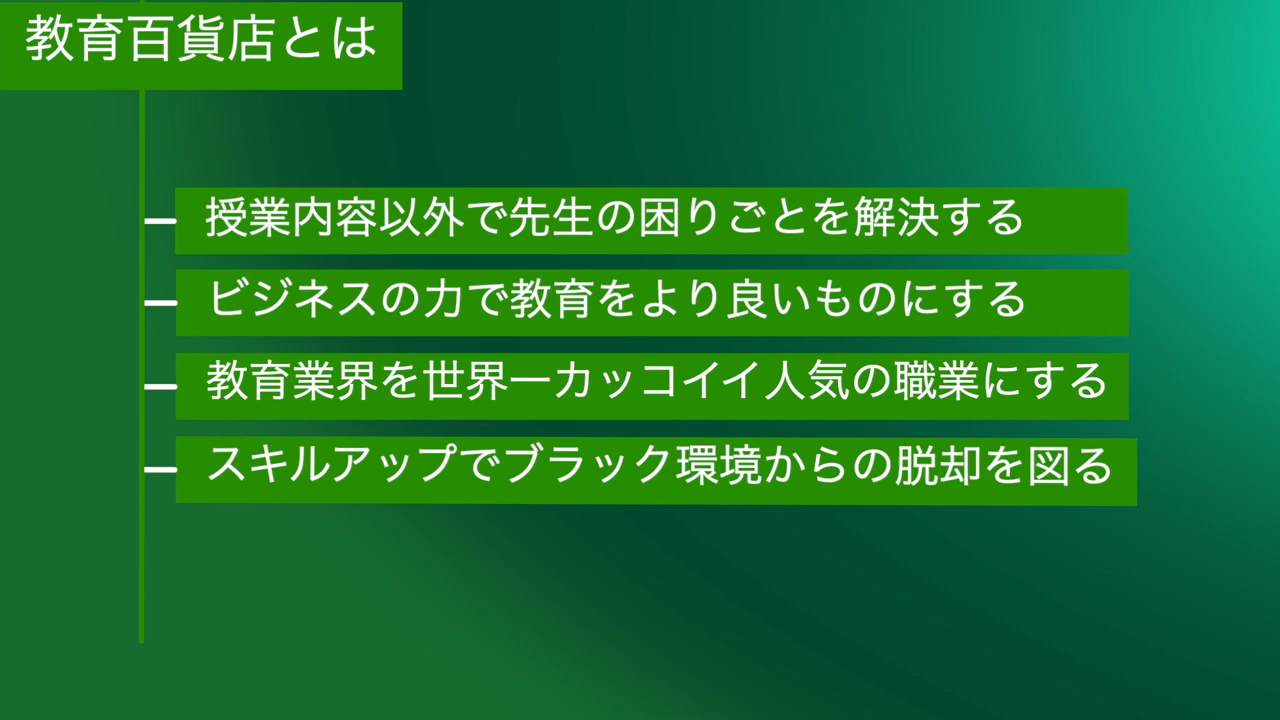 教育百貨店とは
授業内容以外で先生の困りごとを解決する
ビジネスの力で教育をより良いものにする
教育業界を世界一カッコイイ人気の職業にする
スキルアップでブラック環境からの脱却を図る